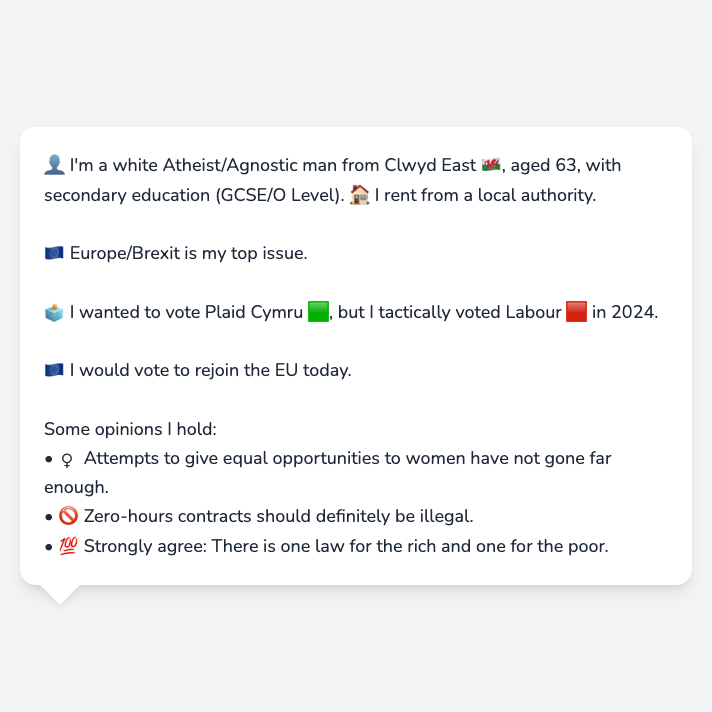 👤 I'm a white Atheist/Agnostic man from Clwyd East 🏴󠁧󠁢󠁷󠁬󠁳󠁿, aged 63, with
secondary education (GCSE/O Level). 🏠 I rent from a local authority.
🇪🇺 Europe/Brexit is my top issue.
🗳️ I wanted to vote Plaid Cymru 🟩, but I tactically voted Labour 🟥 in 2024.
🇪🇺 I would vote to rejoin the EU today.
Some opinions I hold:
• ♀ Attempts to give equal opportunities to women have not gone far
enough.
• 🚫 Zero-hours contracts should definitely be illegal.
• 💯 Strongly agree: There is one law for the rich and one for the poor.